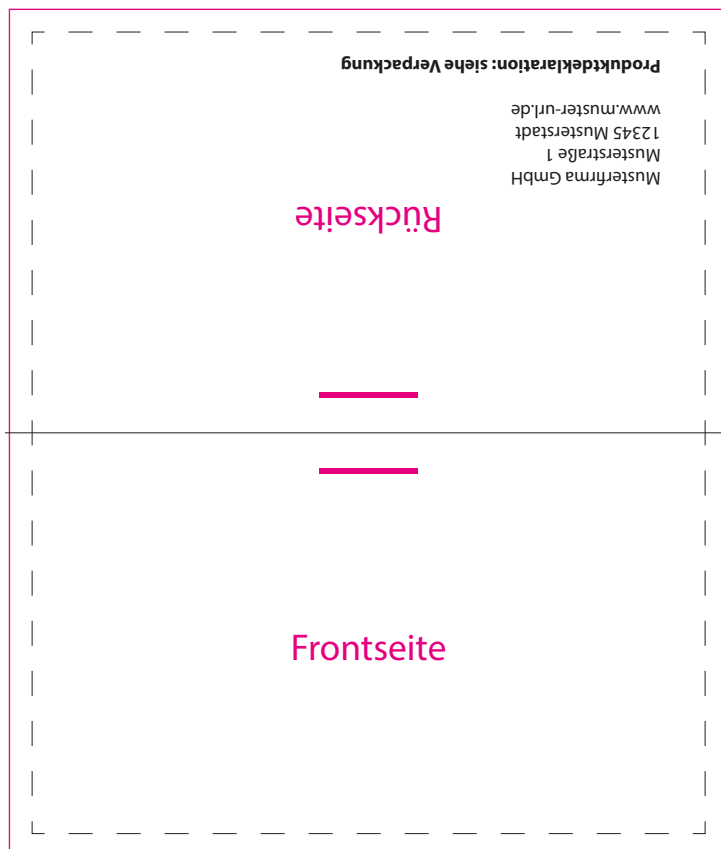 Rückseite
Musterfirma GmbH
Musterstraße 1
12345 Musterstadt
www.muster-url.de
Produktdeklaration: siehe Verpackung
Frontseite